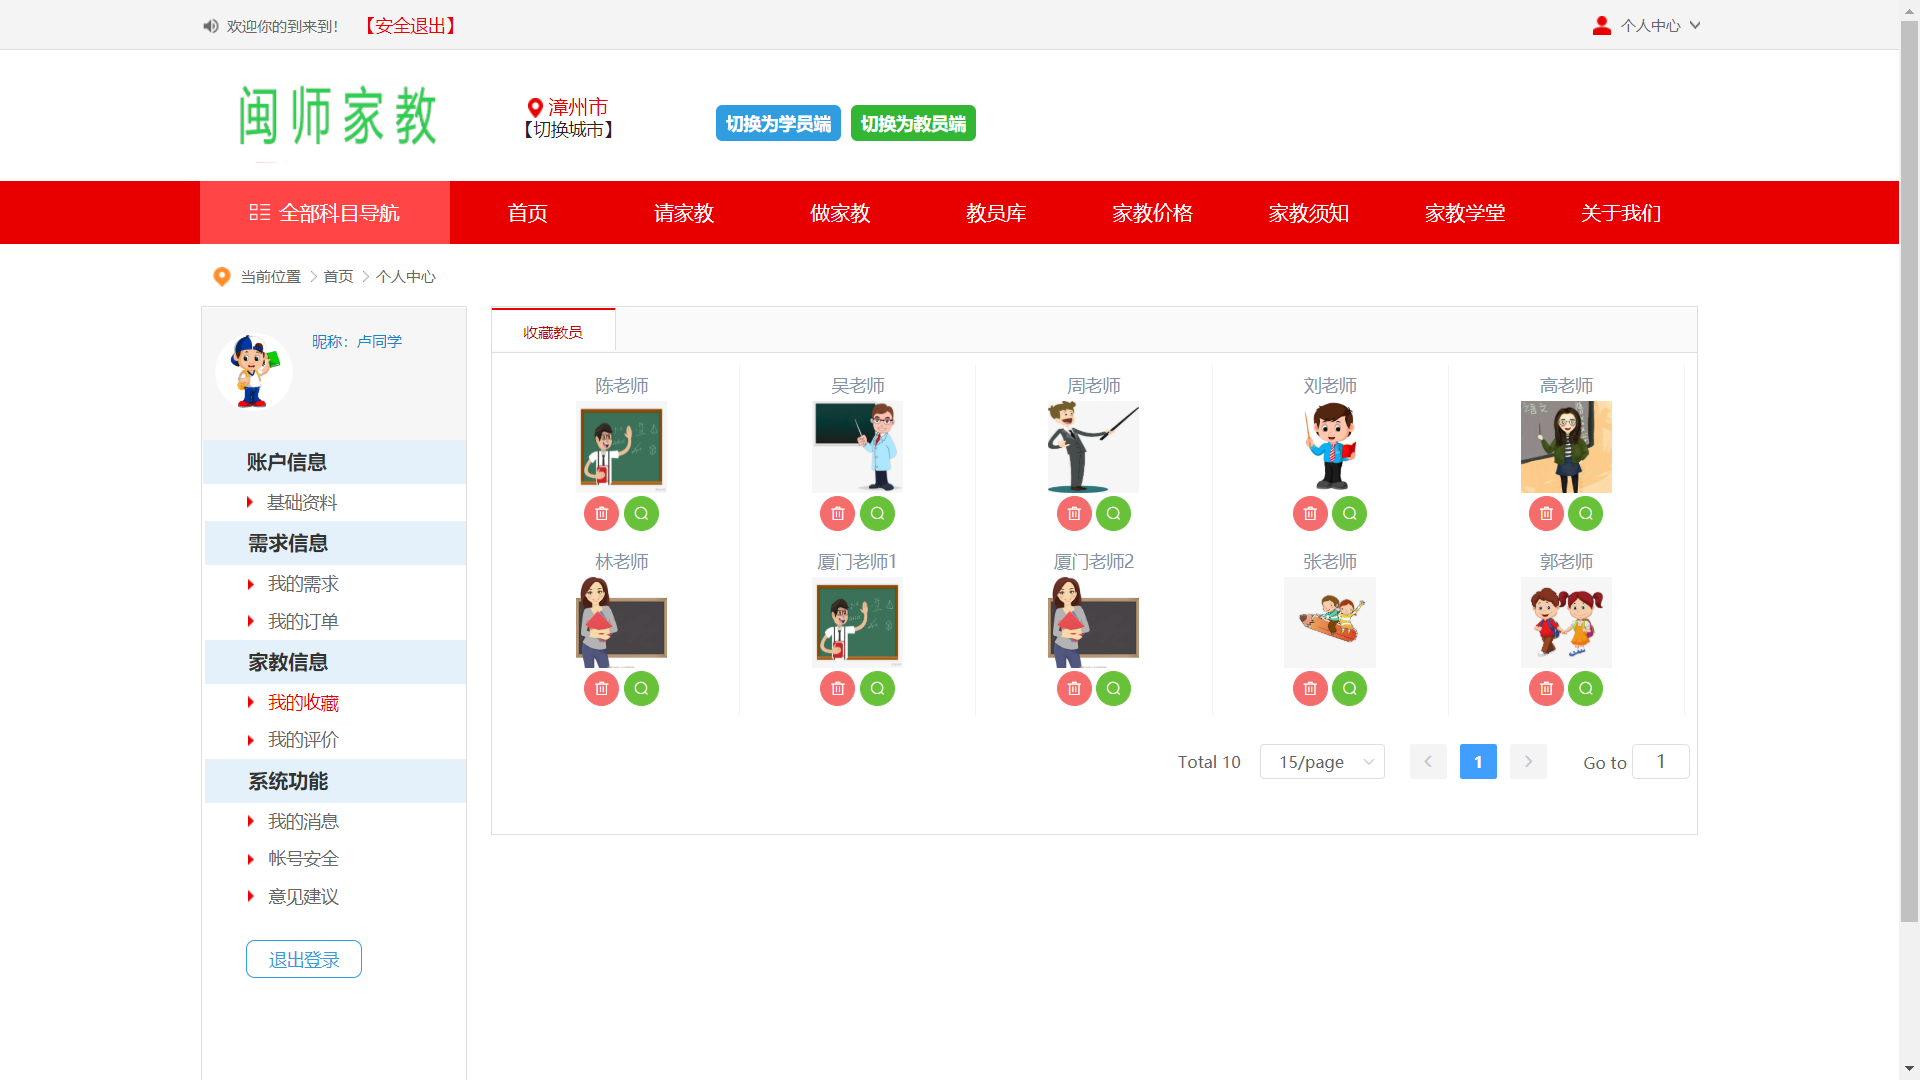 欢迎你的到来到!
【安全退出】
个人中心
闽师家教
漳州市
【切换城市】
切换为学员端
切换为教员端
全部科目导航
首页
请家教
做家教
教员库
家教价格
家教须知
家教学堂
关于我们
当前位置
首页
个人中心
昵称：卢同学
账户信息
基础资料
需求信息
我的需求
我的订单
家教信息
我的收藏
我的评价
系统功能
我的消息
帐号安全
意见建议
退出登录
收藏教员
陈老师
吴老师
周老师
刘老师
高老师
林老师
厦门老师1
厦门老师2
张老师
郭老师
Total 10
15/page
1
Go to
1